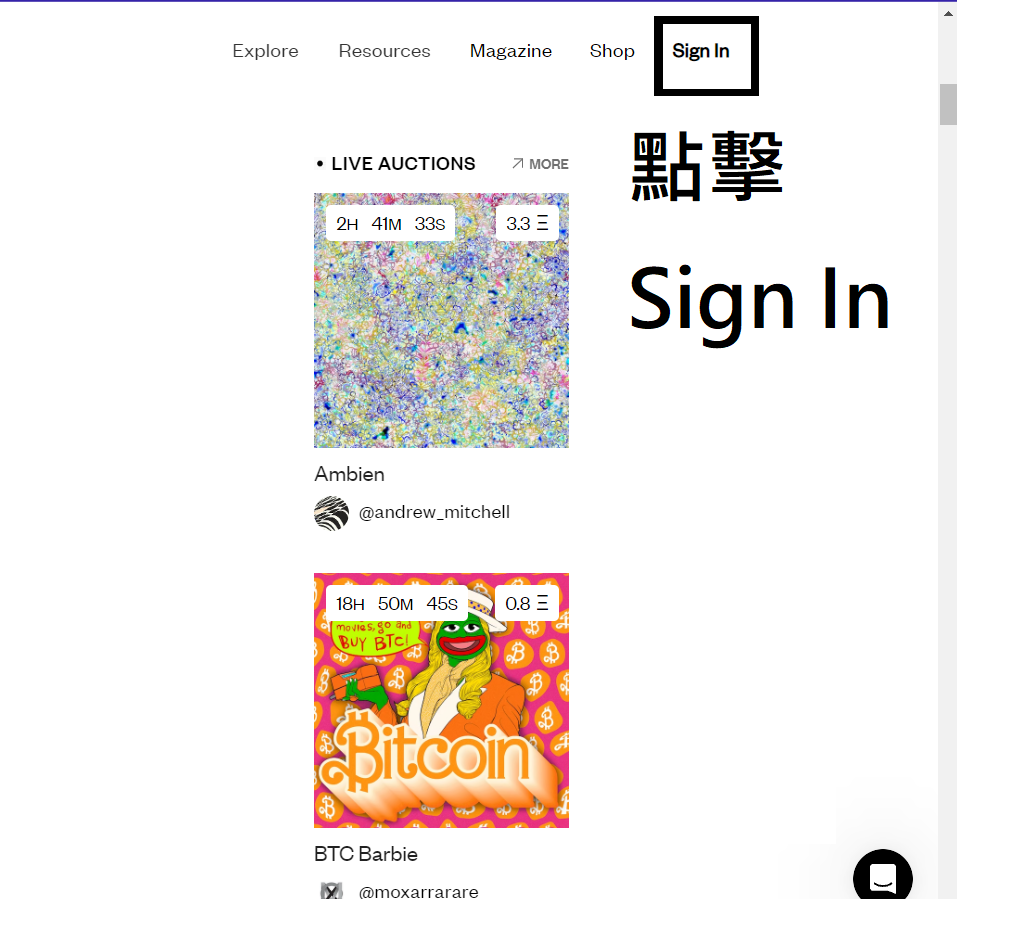 Explore Resources Magazine Shop Sign In
點擊
Sign In
• LIVE AUCTIONS MORE
2H 41M 33S 3.3 Ξ
Ambien
@andrew_mitchell
18H 50M 45S 0.8 Ξ
movies, go and
BUY BTC!
Bitcoin
BTC Barbie
@moxarrarare